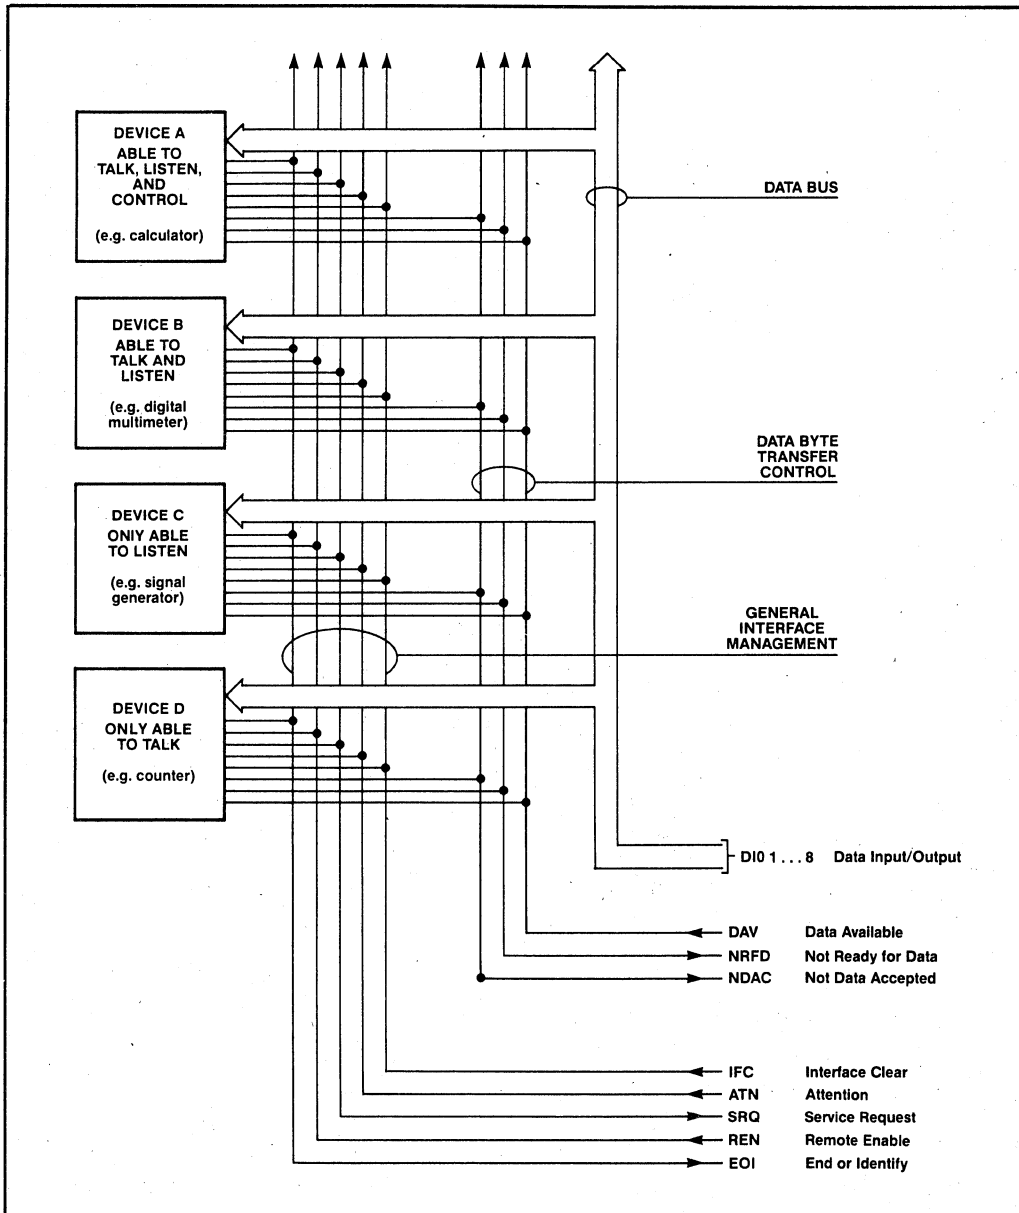 DEVICE A
ABLE TO
TALK, LISTEN,
AND
CONTROL
(e.g. calculator)
DATA BUS
DEVICE B
ABLE TO
TALK AND
LISTEN
(e.g. digital
multimeter)
DATA BYTE
TRANSFER
CONTROL
DEVICE C
ONIY ABLE
TO LISTEN
(e.g. signal
generator)
GENERAL
INTERFACE
MANAGEMENT
DEVICE D
ONLY ABLE
TO TALK
(e.g. counter)
DI0 1 . . . 8 Data Input/Output
DAV Data Available
NRFD Not Ready for Data
NDAC Not Data Accepted
IFC Interface Clear
ATN Attention
SRQ Service Request
REN Remote Enable
EOI End or Identify